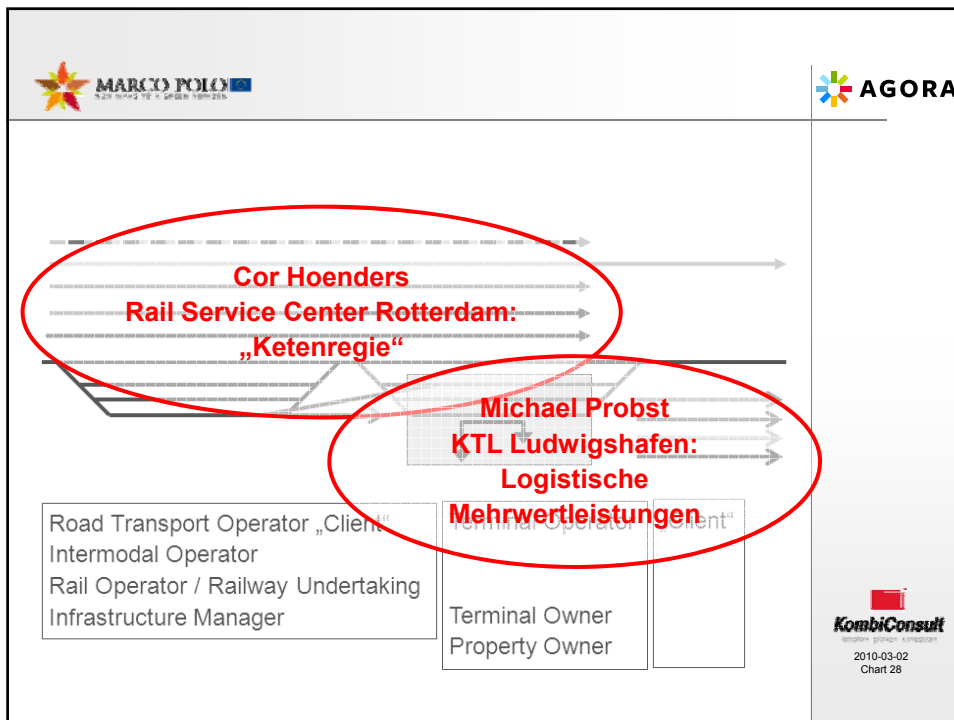 MARCO POLO
AGORA
Cor Hoenders
Rail Service Center Rotterdam:
„Ketenregie“
Michael Probst
KTL Ludwigshafen:
Logistische
Mehrwertleistungen
Road Transport Operator „Client“
Intermodal Operator
Rail Operator / Railway Undertaking
Infrastructure Manager
Terminal Operator
Terminal Owner
Property Owner
„Client“
KombiConsult
2010-03-02
Chart 28